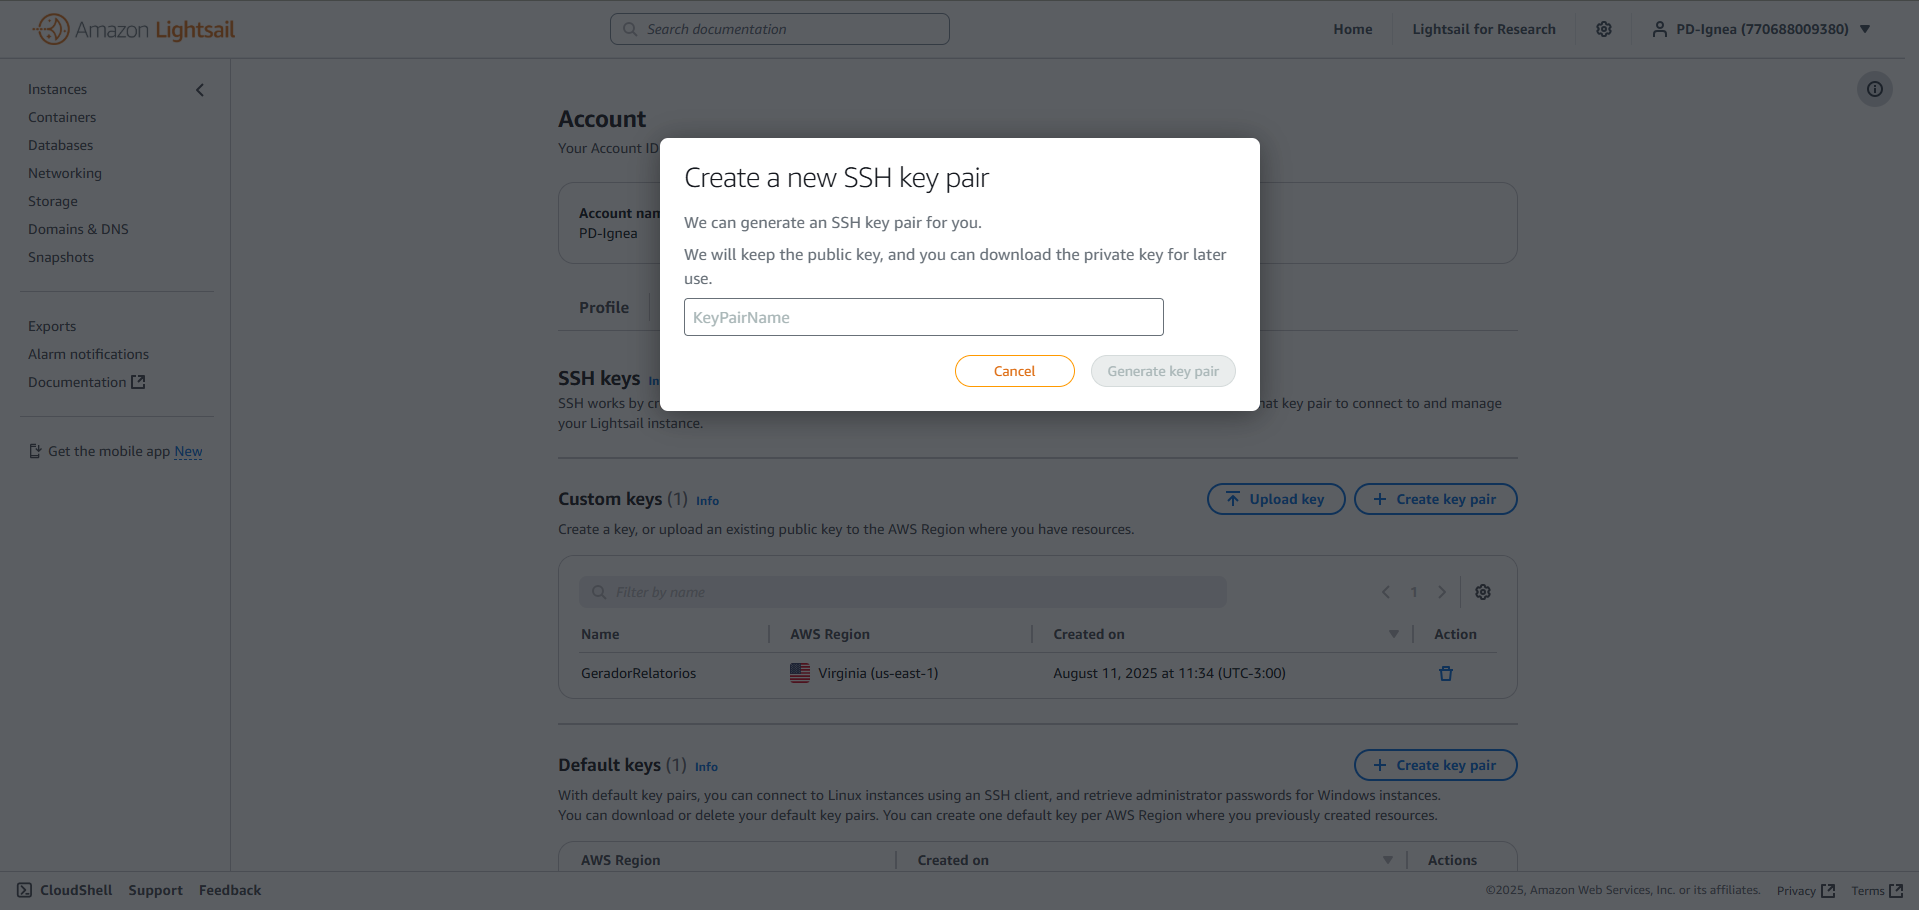 Amazon Lightsail
Search documentation
Home
Lightsail for Research
PD-Ignea (770688009380)
Instances
Containers
Databases
Networking
Storage
Domains & DNS
Snapshots
Exports
Alarm notifications
Documentation
Get the mobile app New
Account
Your Account ID
Account nam
PD-Ignea
Profile
Create a new SSH key pair
We can generate an SSH key pair for you.
We will keep the public key, and you can download the private key for later
use.
KeyPairName
Cancel
Generate key pair
SSH keys
SSH works by cr
hat key pair to connect to and manage
your Lightsail instance.
Custom keys (1) Info
Upload key
Create key pair
Create a key, or upload an existing public key to the AWS Region where you have resources.
Filter by name
1
Name AWS Region Created on Action
GeradorRelatorios Virginia (us-east-1) August 11, 2025 at 11:34 (UTC-3:00)
Default keys (1) Info
Create key pair
With default key pairs, you can connect to Linux instances using an SSH client, and retrieve administrator passwords for Windows instances.
You can download or delete your default key pairs. You can create one default key per AWS Region where you previously created resources.
AWS Region Created on Actions
CloudShell Support Feedback
©2025, Amazon Web Services, Inc. or its affiliates. Privacy Terms